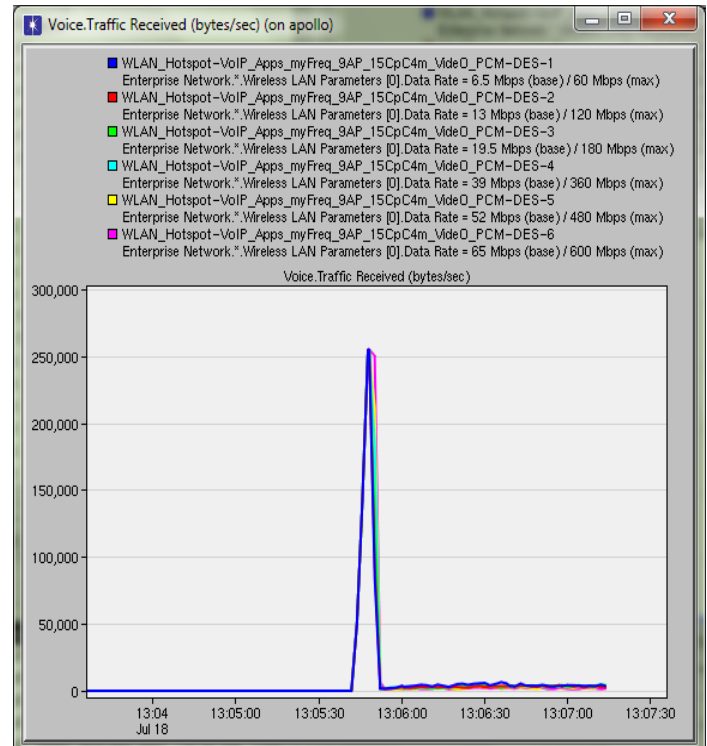 Voice.Traffic Received (bytes/sec) (on apollo)
WLAN_Hotspot-VoIP_Apps_myFreq_9AP_15CpC4m_Vide0_PCM-DES-1
Enterprise Network.*.Wireless LAN Parameters [0].Data Rate = 6.5 Mbps (base) / 60 Mbps (max)
WLAN_Hotspot-VoIP_Apps_myFreq_9AP_15CpC4m_Vide0_PCM-DES-2
Enterprise Network.*.Wireless LAN Parameters [0].Data Rate = 13 Mbps (base) / 120 Mbps (max)
WLAN_Hotspot-VoIP_Apps_myFreq_9AP_15CpC4m_Vide0_PCM-DES-3
Enterprise Network.*.Wireless LAN Parameters [0].Data Rate = 19.5 Mbps (base) / 180 Mbps (max)
WLAN_Hotspot-VoIP_Apps_myFreq_9AP_15CpC4m_Vide0_PCM-DES-4
Enterprise Network.*.Wireless LAN Parameters [0].Data Rate = 39 Mbps (base) / 360 Mbps (max)
WLAN_Hotspot-VoIP_Apps_myFreq_9AP_15CpC4m_Vide0_PCM-DES-5
Enterprise Network.*.Wireless LAN Parameters [0].Data Rate = 52 Mbps (base) / 480 Mbps (max)
WLAN_Hotspot-VoIP_Apps_myFreq_9AP_15CpC4m_Vide0_PCM-DES-6
Enterprise Network.*.Wireless LAN Parameters [0].Data Rate = 65 Mbps (base) / 600 Mbps (max)
Voice.Traffic Received (bytes/sec)
300,000
250,000
200,000
150,000
100,000
50,000
0
13:04 13:05:00 13:05:30 13:06:00 13:06:30 13:07:00 13:07:30
Jul 18